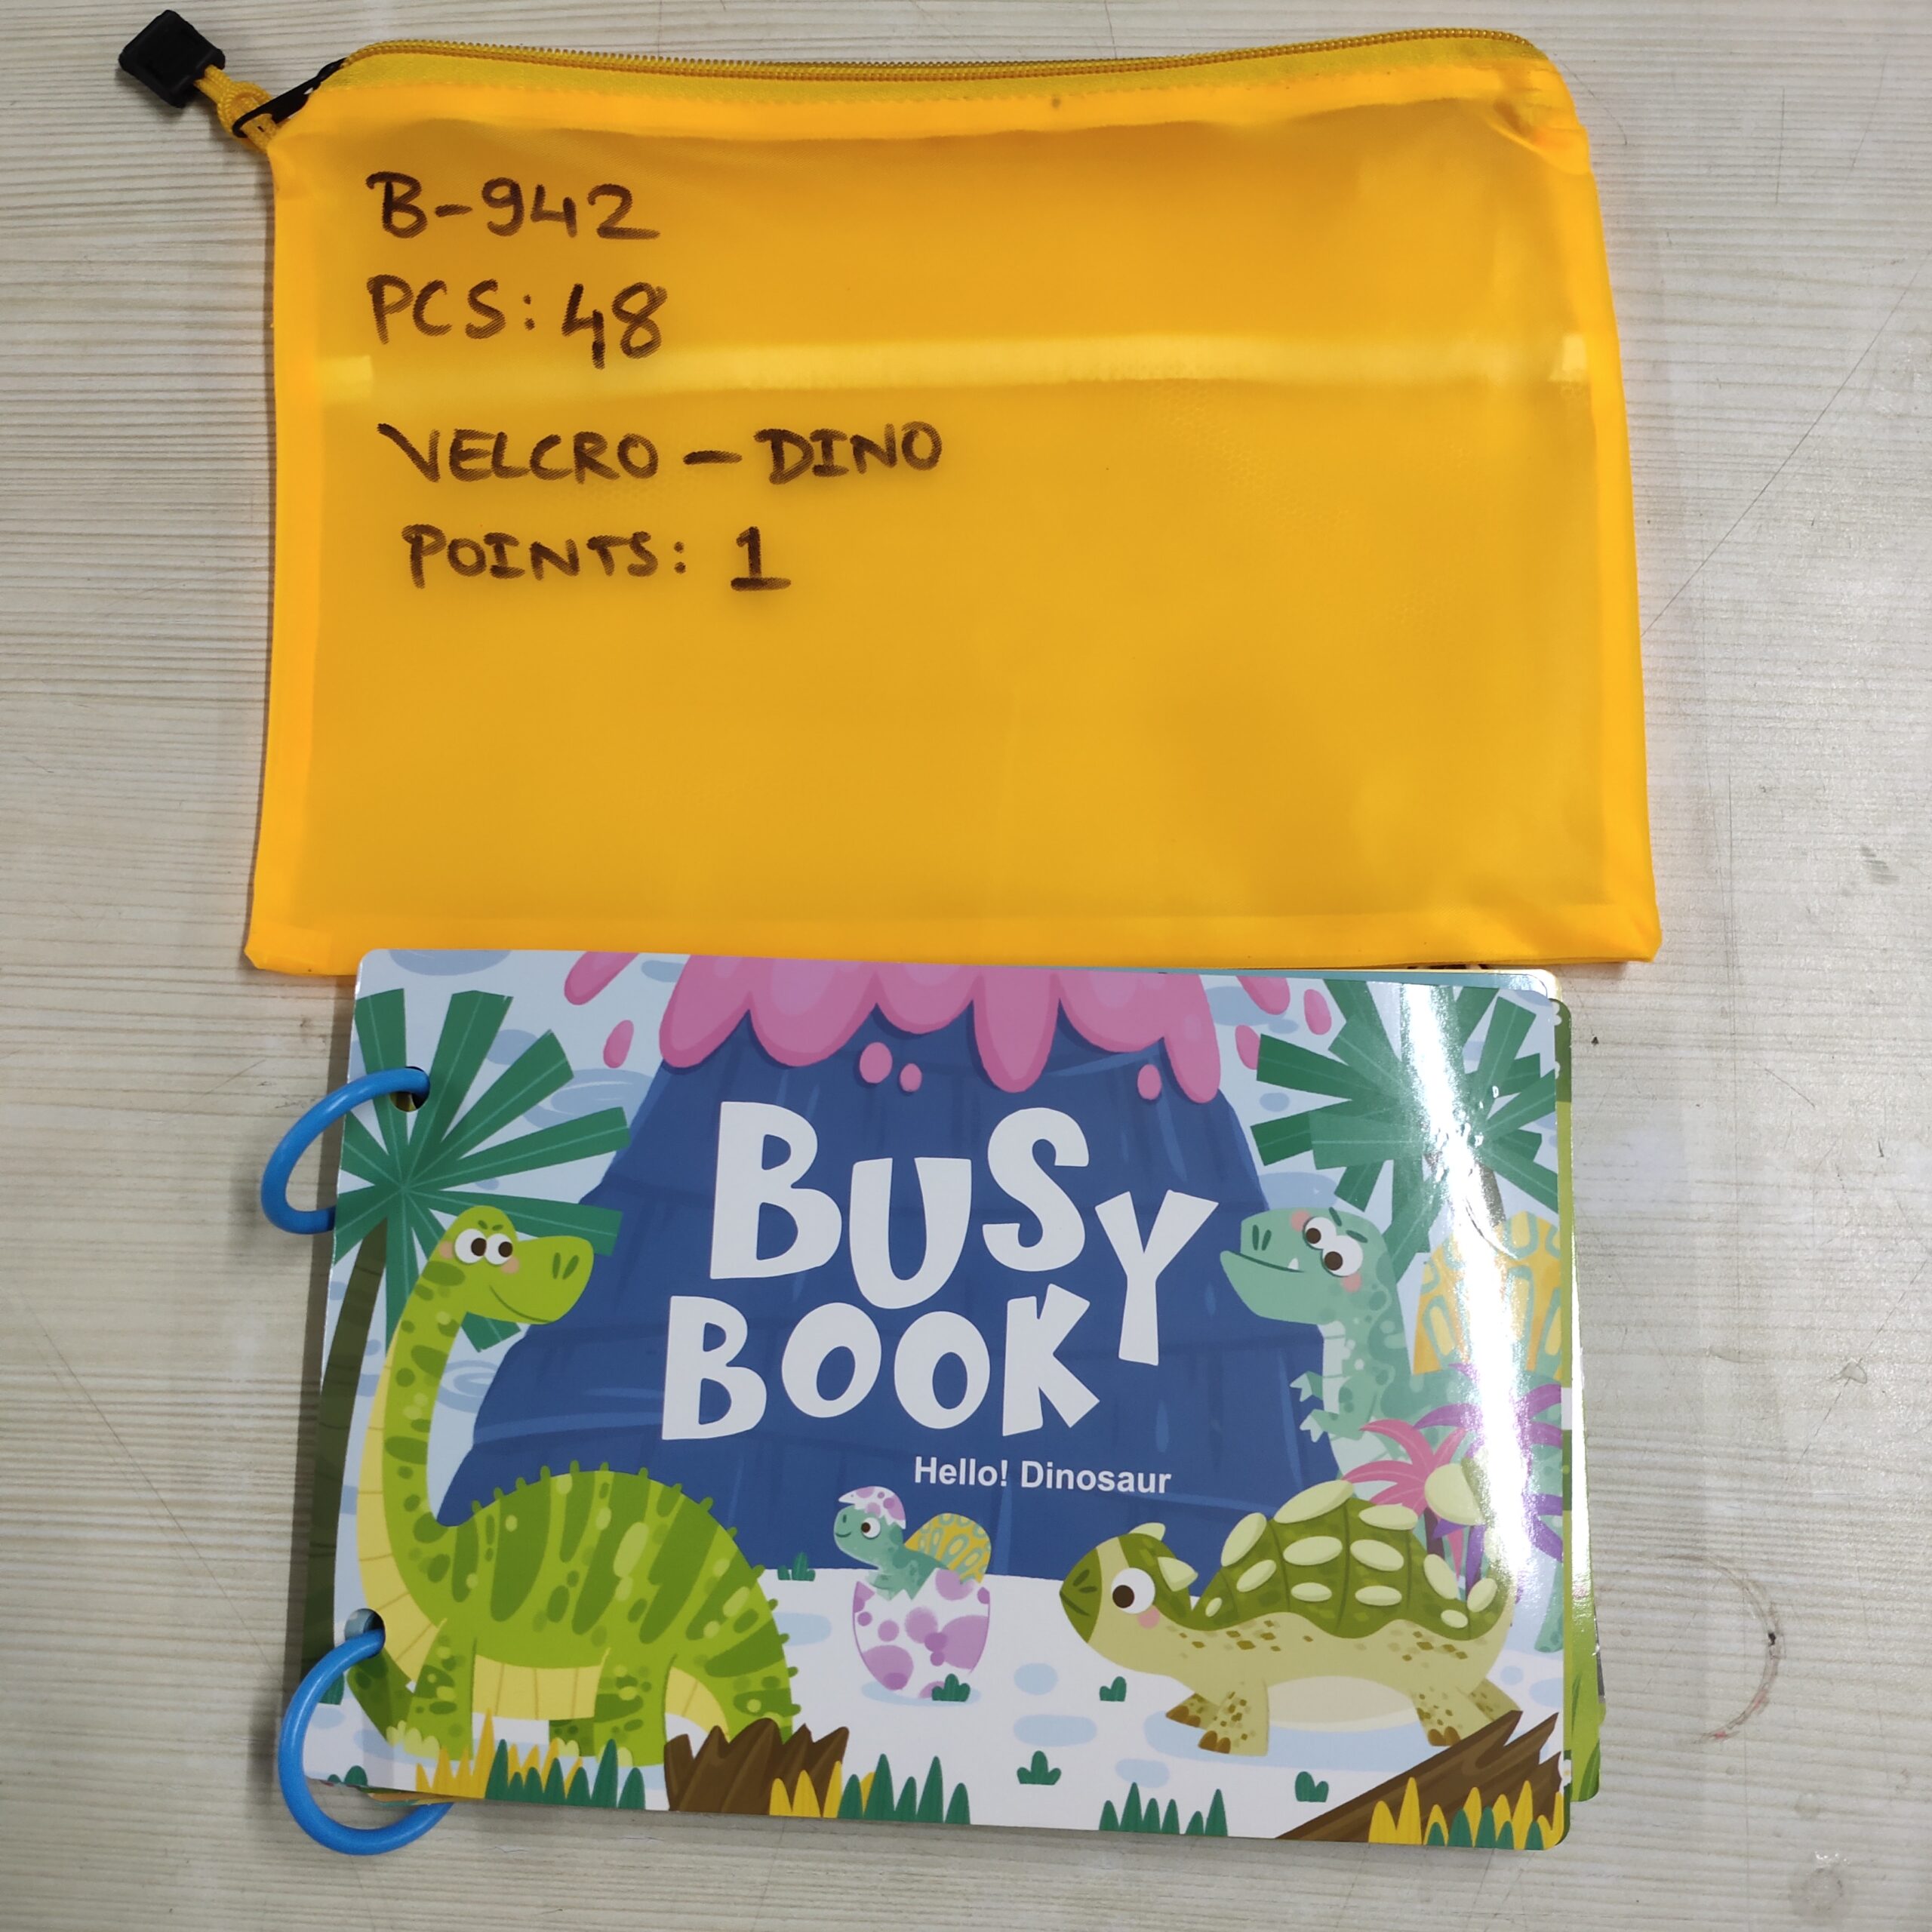 B-942
PCS: 48
VELCRO - DINO
POINTS: 1
BUSY
BOOK
Hello! Dinosaur